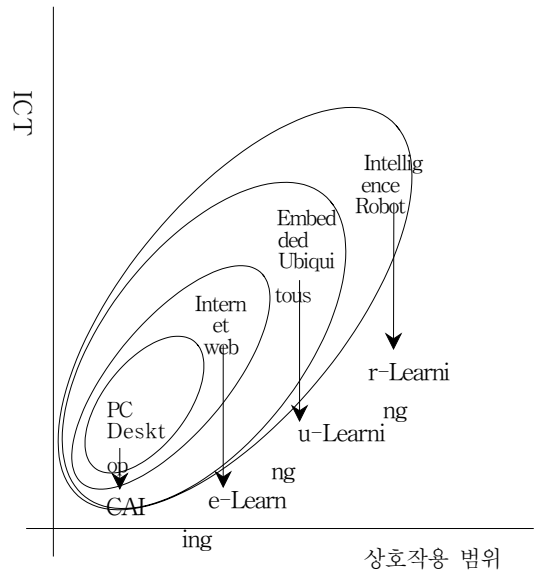 ICT
Intellig
ence
Robot
Embed
ded
Ubiqui
tous
Intern
et
web
PC
Deskt
op
CAI
e-Learn
ing
u-Learni
ng
r-Learni
ng
상호작용 범위